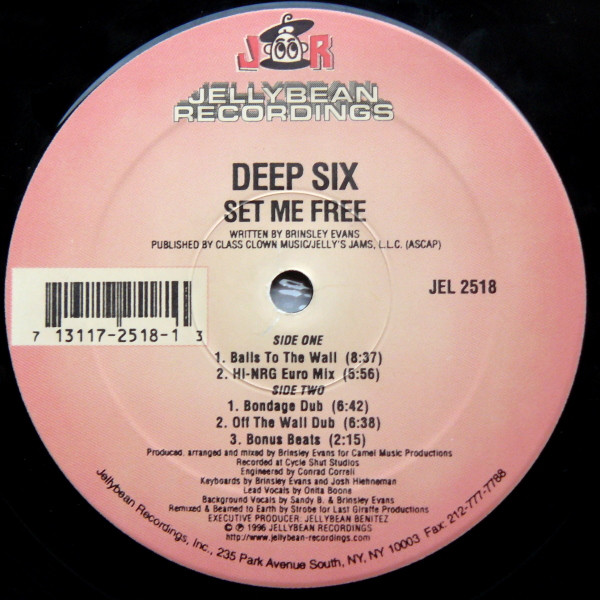 J R
JELLYBEAN
RECORDINGS
DEEP SIX
SET ME FREE
WRITTEN BY BRINSLEY EVANS
PUBLISHED BY CLASS CLOWN MUSIC/JELLY'S JAMS, L.L.C. (ASCAP)
JEL 2518
7 13117-2518-1 3
SIDE ONE
1. Balls To The Wall (8:37)
2. HI-NRG Euro Mix (5:56)
SIDE TWO
1. Bondage Dub (6:42)
2. Off The Wall Dub (6:38)
3. Bonus Beats (2:15)
Produced, arranged and mixed by Brinsley Evans for Camel Music Productions
Recorded at Cycle Shut Studios
Engineered by Conrad Correli
Keyboards by Brinsley Evans and Josh Hiehneman
Lead Vocals by Onita Boone
Background Vocals by Sandy B. & Brinsley Evans
Remixed & Beamed to Earth by Strobe for Last Giraffe Productions
EXECUTIVE PRODUCER: JELLYBEAN BENITEZ
© ℗ 1996 JELLYBEAN RECORDINGS
http://www.jellybean-recordings.com
Jellybean Recordings, Inc., 235 Park Avenue South, NY, NY 10003 Fax: 212-777-7788